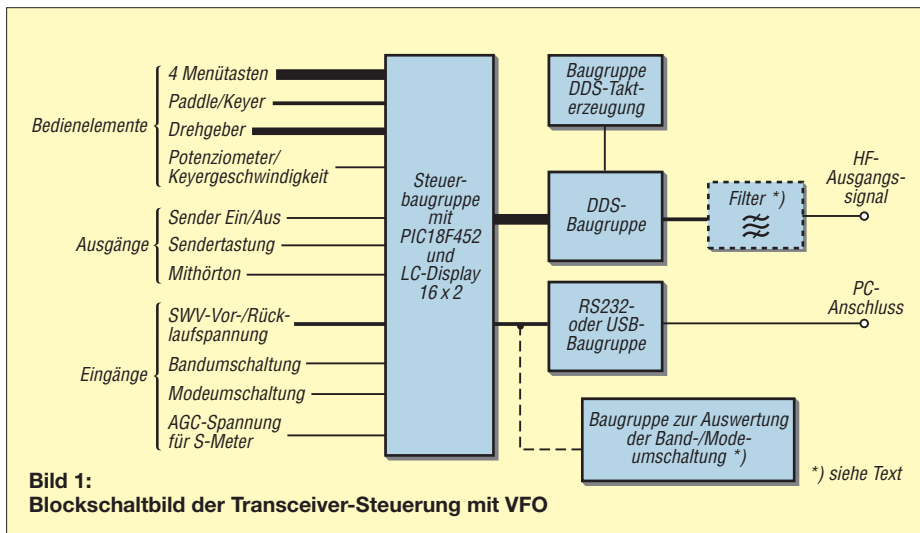 Bedienelemente
4 Menütasten
Paddle/Keyer
Drehgeber
Potenziometer/
Keyergeschwindigkeit
Ausgänge
Sender Ein/Aus
Sendertastung
Mithörton
Eingänge
SWV-Vor-/Rück-
laufspannung
Bandumschaltung
Modeumschaltung
AGC-Spannung
für S-Meter
Steuer-
baugruppe
mit
PIC18F452
und
LC-Display
16 x 2
Baugruppe
DDS-Takt-
erzeugung
DDS-
Baugruppe
Filter *)
HF-
Ausgangs-
signal
RS232-
oder USB-
Baugruppe
PC-
Anschluss
Baugruppe zur Auswertung
der Band-/Mode-
umschaltung *)
*) siehe Text
Bild 1:
Blockschaltbild der Transceiver-Steuerung mit VFO